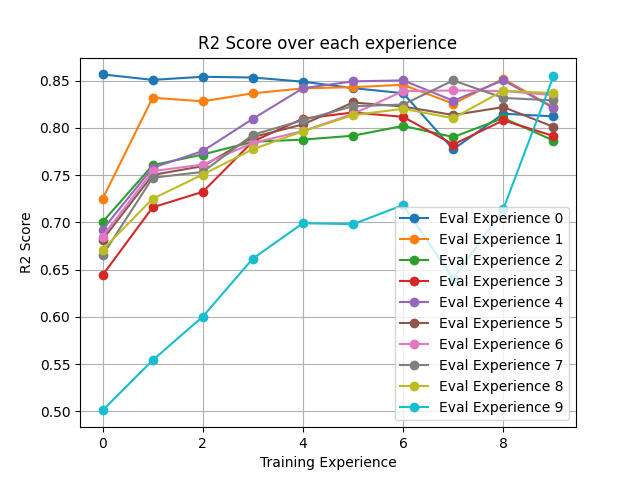 R2 Score over each experience
R2 Score
0.85
0.80
0.75
0.70
0.65
0.60
0.55
0.50
0
2
4
6
8
Training Experience
Eval Experience 0
Eval Experience 1
Eval Experience 2
Eval Experience 3
Eval Experience 4
Eval Experience 5
Eval Experience 6
Eval Experience 7
Eval Experience 8
Eval Experience 9